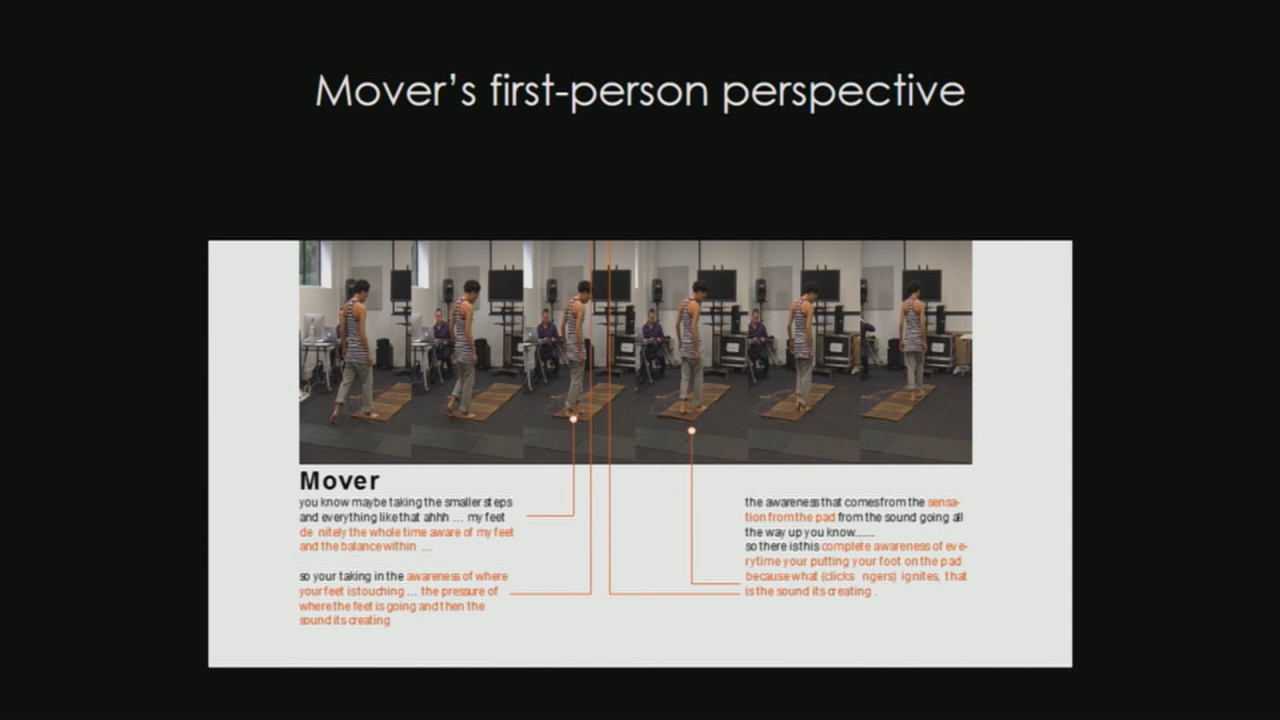 Mover's first-person perspective
Mover
you know maybe taking the smaller steps
and everything like that ahhh ... my feet
de nitely the whole time aware of my feet
and the balance within ...
so your taking in the awareness of where
your feet is touching ... the pressure of
where the feet is going and then the
sound its creating
the awareness that comes from the sensa-
tion from the pad from the sound going all
the way up you know......
so there is this complete awareness of eve-
rytime your putting your foot on the pad
because what (clicks ngers) ignites, that
is the sound its creating .